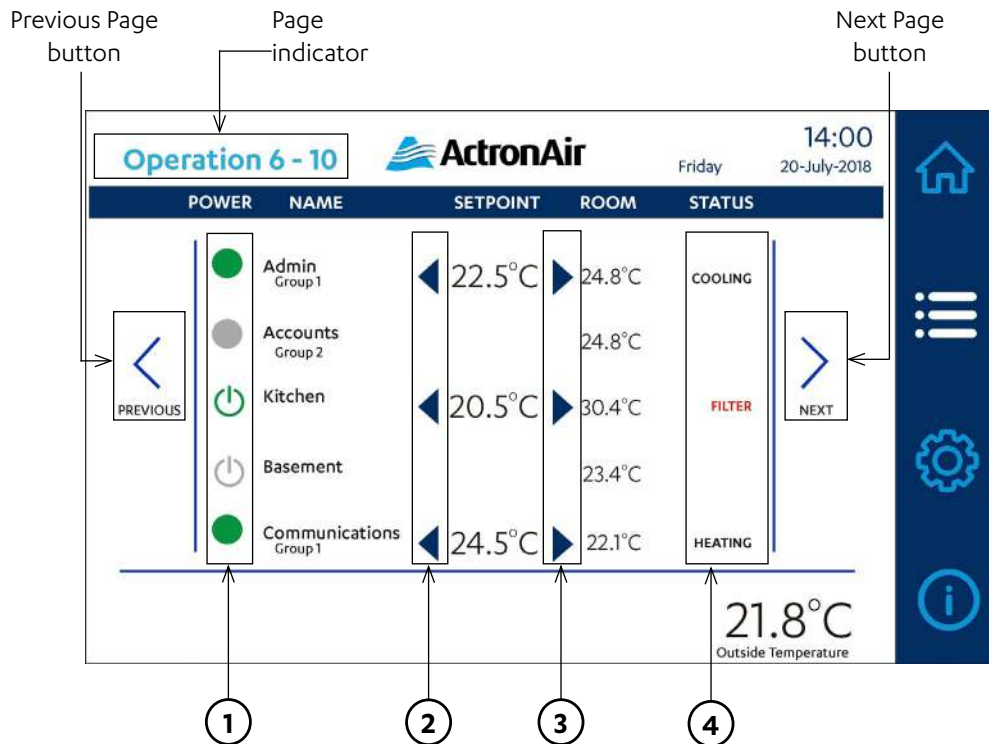 Previous Page
button
Page
indicator
Next Page
button
Operation 6 - 10
ActronAir
14:00
Friday 20-July-2018
POWER NAME SETPOINT ROOM STATUS
Admin
Group 1
22.5°C 24.8°C COOLING
Accounts
Group 2
24.8°C
Kitchen
20.5°C 30.4°C FILTER
Basement
23.4°C
Communications
Group 1
24.5°C 22.1°C HEATING
PREVIOUS
NEXT
21.8°C
Outside Temperature
i
1 2 3 4